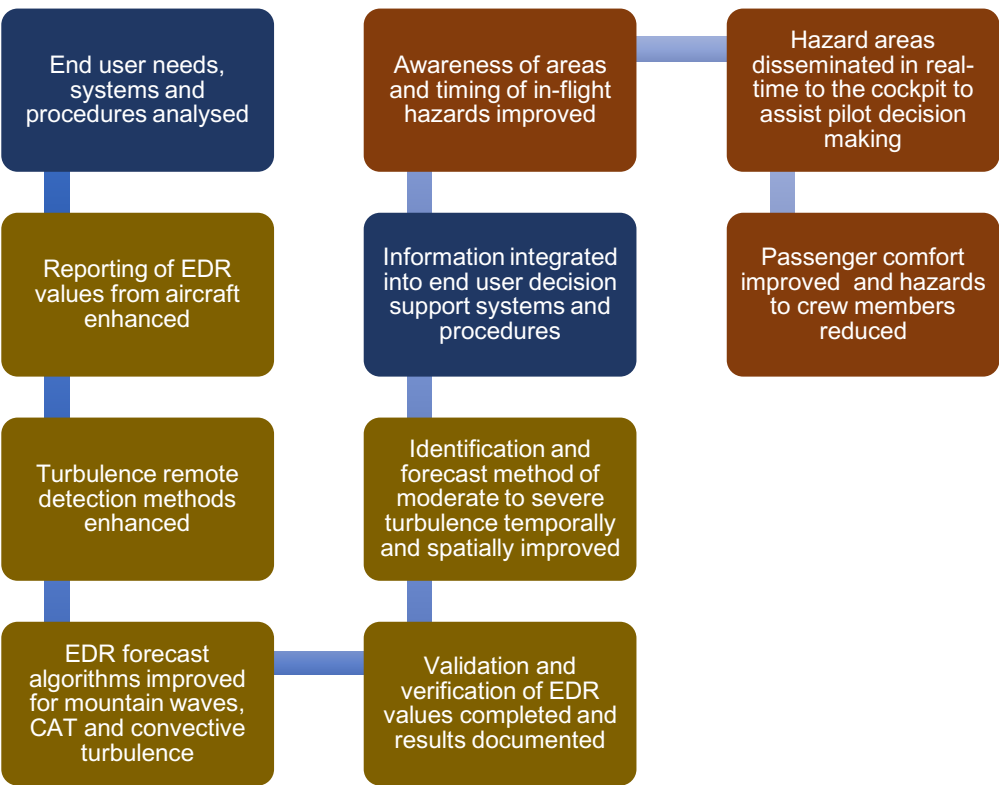 End user needs,
systems and
procedures analysed
Reporting of EDR
values from aircraft
enhanced
Turbulence remote
detection methods
enhanced
EDR forecast
algorithms improved
for mountain waves,
CAT and convective
turbulence
Validation and
verification of EDR
values completed and
results documented
Identification and
forecast method of
moderate to severe
turbulence temporally
and spatially improved
Information integrated
into end user decision
support systems and
procedures
Awareness of areas
and timing of in-flight
hazards improved
Hazard areas
disseminated in real-
time to the cockpit to
assist pilot decision
making
Passenger comfort
improved and hazards
to crew members
reduced